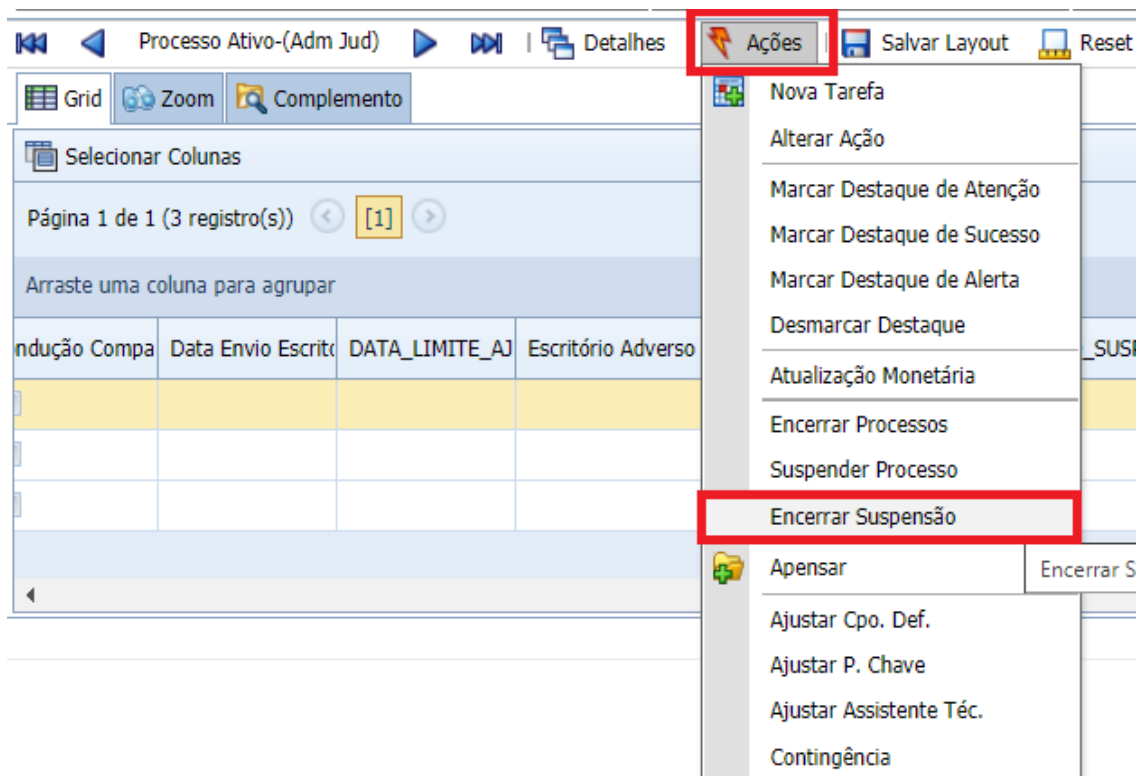 Processo Ativo-(Adm Jud) Detalhes Ações Salvar Layout Reset
Grid Zoom Complemento
Selecionar Colunas
Página 1 de 1 (3 registro(s)) [1]
Arraste uma coluna para agrupar
ndução Compa Data Envio Escrito DATA_LIMITE_AJ Escritório Adverso _SUSP
Nova Tarefa
Alterar Ação
Marcar Destaque de Atenção
Marcar Destaque de Sucesso
Marcar Destaque de Alerta
Desmarcar Destaque
Atualização Monetária
Encerrar Processos
Suspender Processo
Encerrar Suspensão
Apensar
Encerrar S
Ajustar Cpo. Def.
Ajustar P. Chave
Ajustar Assistente Téc.
Contingência